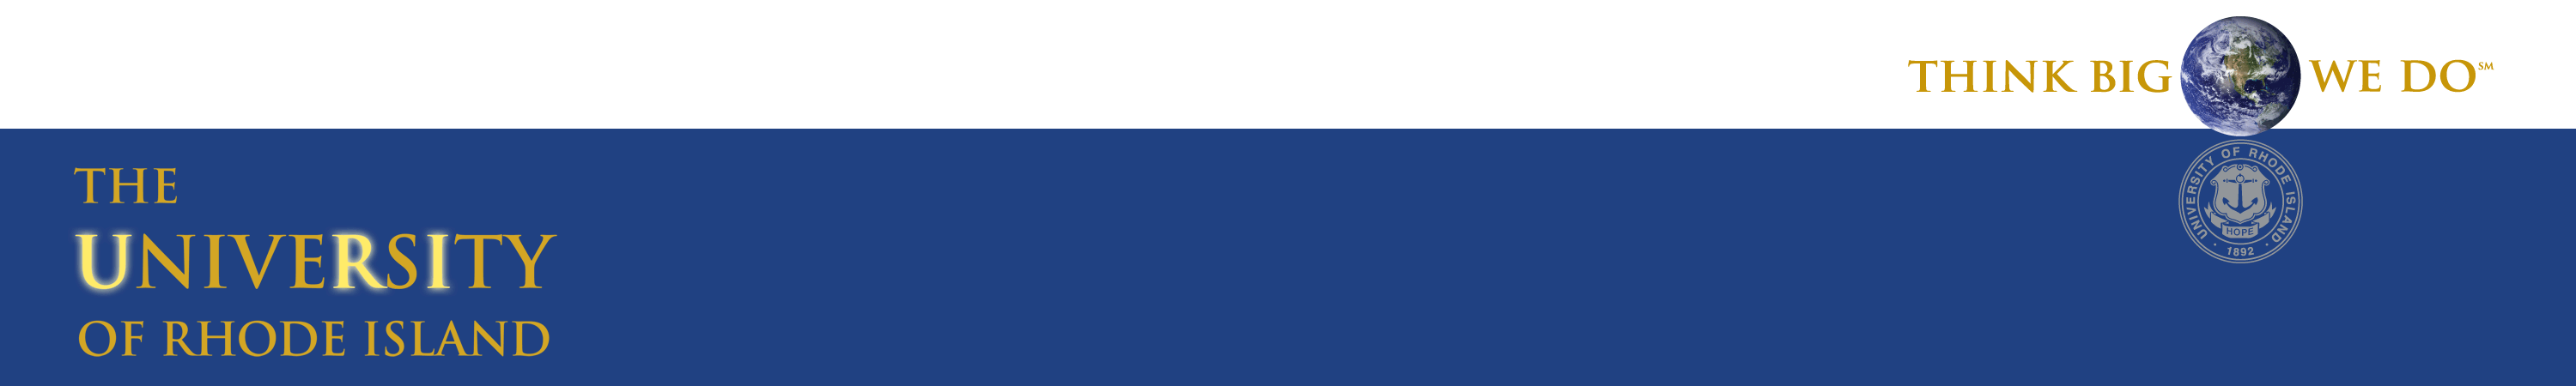 THINK BIG WE DO℠
THE
UNIVERSITY
OF RHODE ISLAND
UNIVERSITY OF RHODE ISLAND
HOPE
· 1892 ·